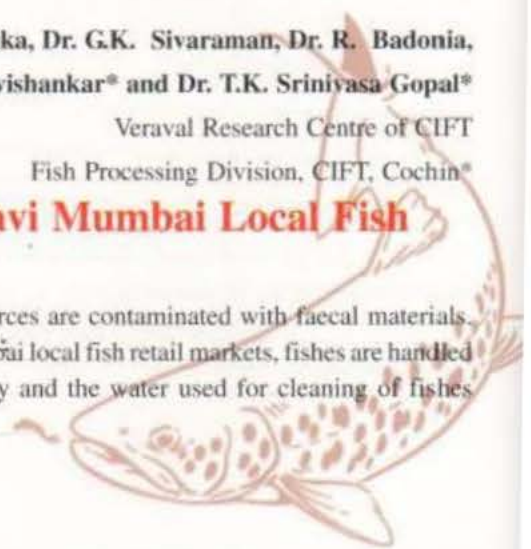 ka, Dr. G.K. Sivaraman, Dr. R. Badonia,
vishankar* and Dr. T.K. Srinivasa Gopal*
Veraval Research Centre of CIFT
Fish Processing Division, CIFT, Cochin*
vi Mumbai Local Fish
rces are contaminated with faecal materials.
ai local fish retail markets, fishes are handled
y and the water used for cleaning of fishes